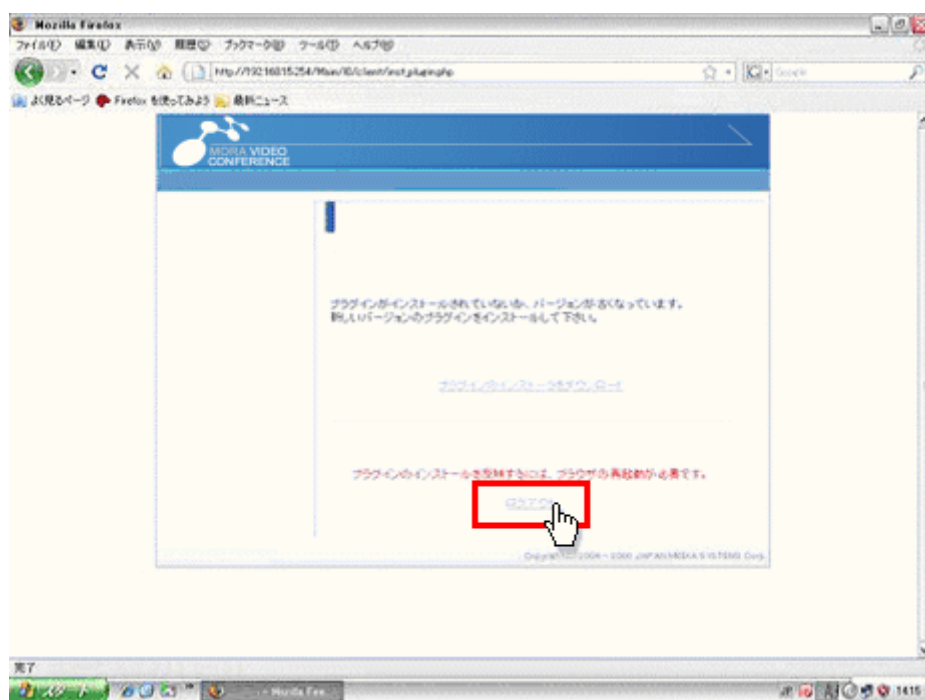 Mozilla Firefox
ファイル(F) 編集(E) 表示(V) 履歴(S) ブックマーク(B) ツール(T) ヘルプ(H)
Google
よく見るページ Firefox を使ってみよう 最新ニュース
MORA VIDEO
CONFERENCE
プラグインがインストールされていないか、バージョンが古くなっています。
新しいバージョンのプラグインをインストールして下さい。
プラグインのインストーラをダウンロード
プラグインのインストールを反映するには、ブラウザの再起動が必要です。
ログアウト
JAPAN MEDIA SYSTEMS Corp.
完了
スタート
JP
14:15